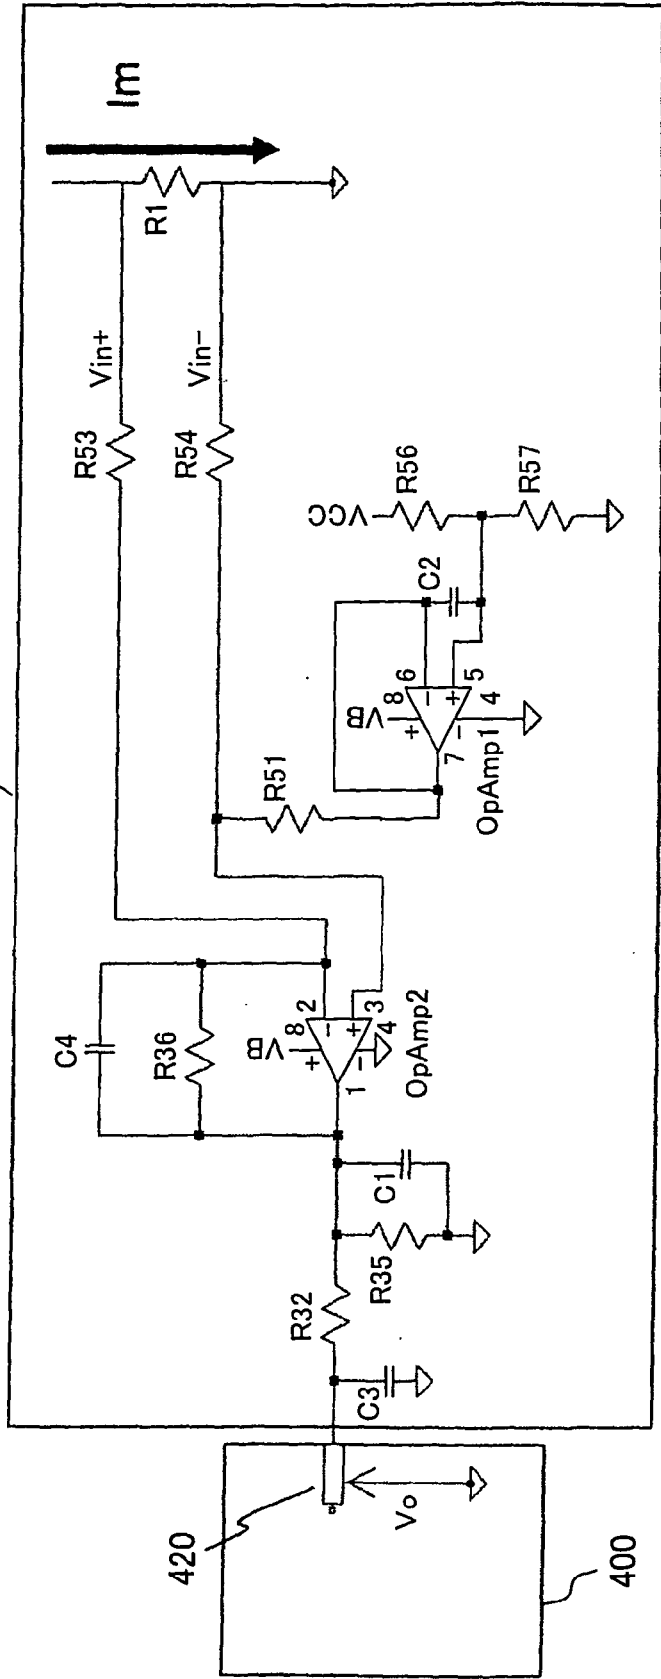 Im
R1
Vin+
Vin-
R53
R54
VCC
R56
R57
C2
R51
VB
8
+
6
-
+
5
4
-
7
OpAmp1
C4
R36
VB
8
+
2
-
+
3
4
-
1
OpAmp2
C1
R35
R32
C3
420
Vo
400